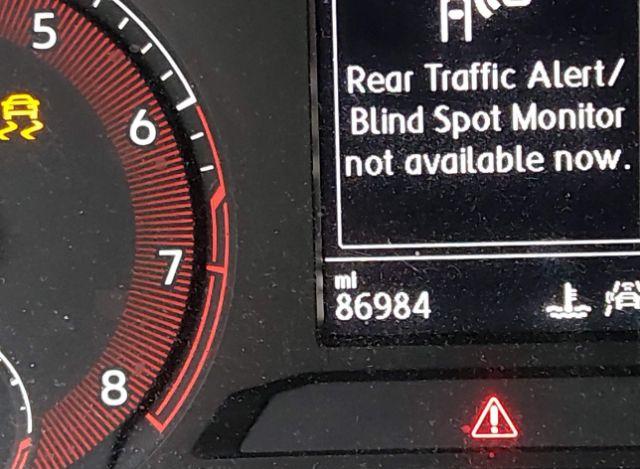 5
6
7
8
Rear Traffic Alert/
Blind Spot Monitor
not available now.
mi
86984